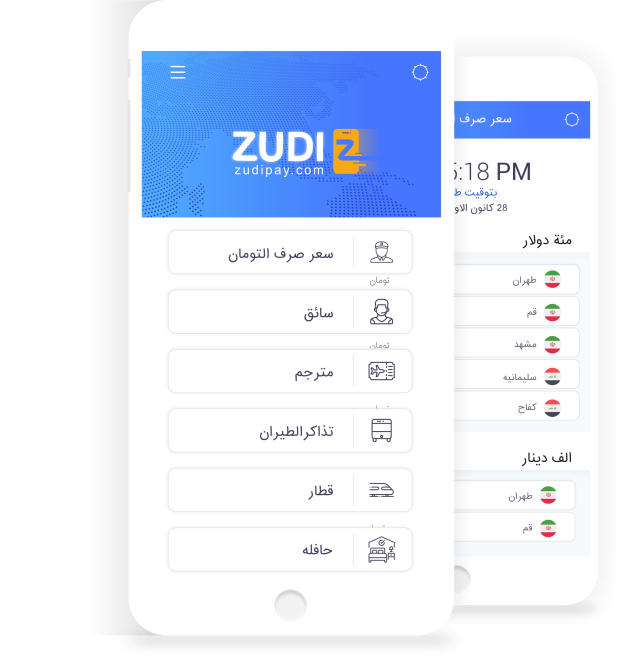 ZUDI Z
zudipay.com
سعر صرف التومان
تومان
سائق
تومان
مترجم
تذاكرالطيران
قطار
حافله
سعر صرف
5:18 PM
بتوقيت
28 كانون
مئة دولار
طهران
قم
مشهد
سليمانيه
كفاح
الف دينار
طهران
قم